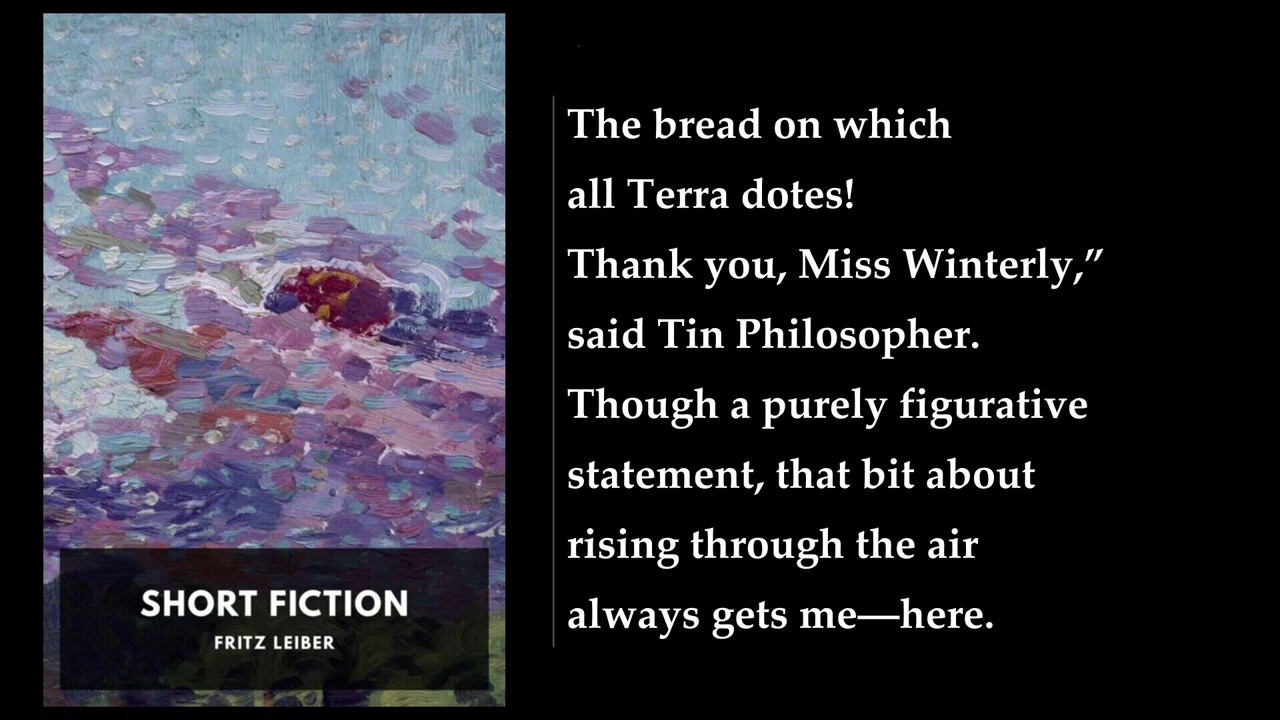 SHORT FICTION
FRITZ LEIBER
The bread on which
all Terra dotes!
Thank you, Miss Winterly,”
said Tin Philosopher.
Though a purely figurative
statement, that bit about
rising through the air
always gets me—here.